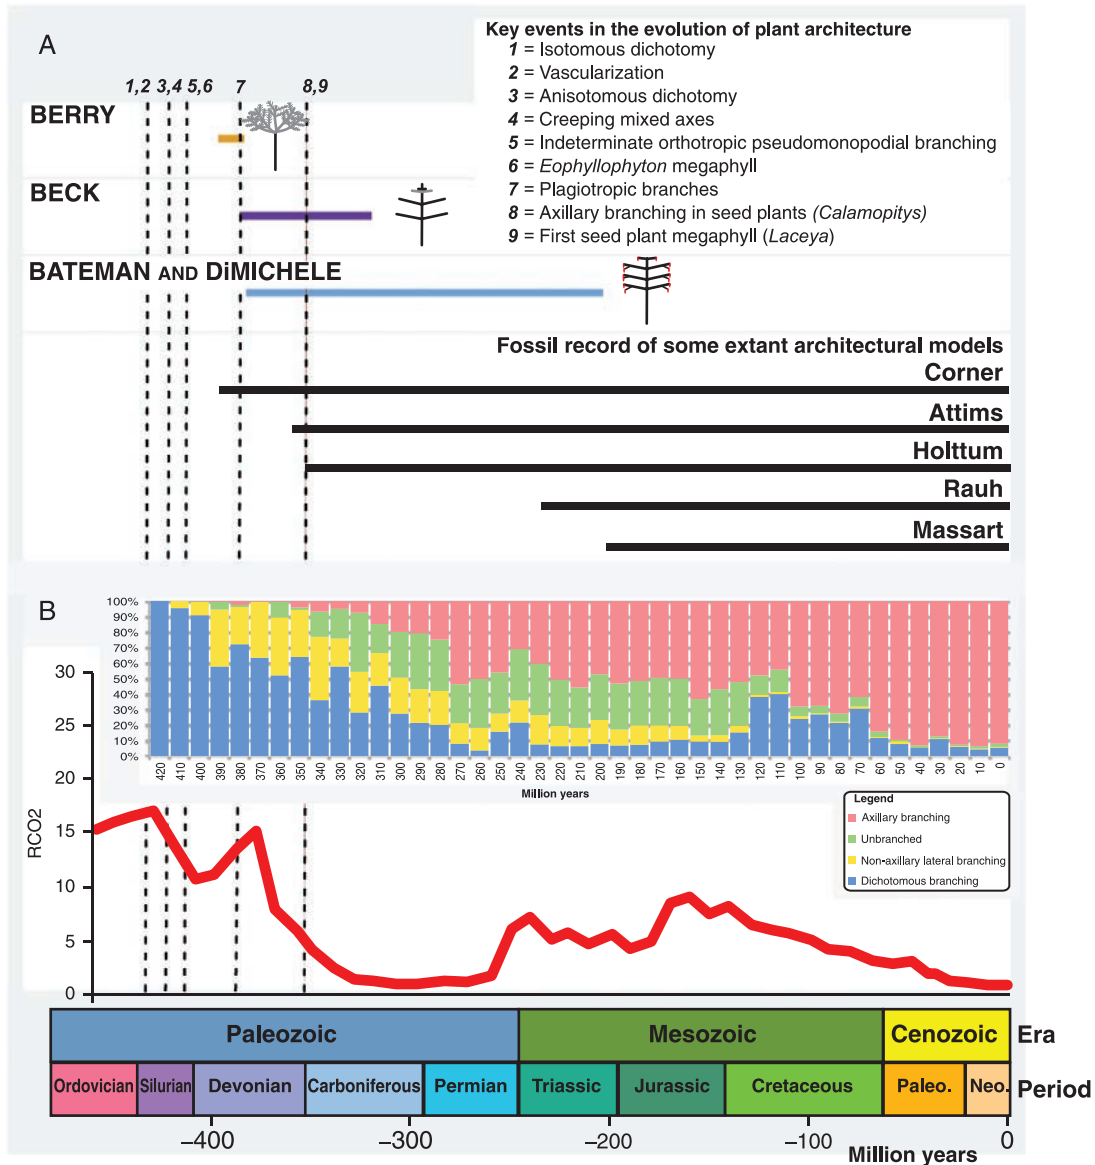 A
Key events in the evolution of plant architecture
1 = Isotomous dichotomy
2 = Vascularization
3 = Anisotomous dichotomy
4 = Creeping mixed axes
5 = Indeterminate orthotropic pseudomonopodial branching
6 = Eophyllophyton megaphyll
7 = Plagiotropic branches
8 = Axillary branching in seed plants (Calamopitys)
9 = First seed plant megaphyll (Laceya)
1,2 3,4 5,6 7 8,9
BERRY
BECK
BATEMAN AND DiMICHELE
Fossil record of some extant architectural models
Corner
Attims
Holttum
Rauh
Massart
B
100%
90%
80%
70%
60%
50%
40%
30%
20%
10%
0%
420 410 400 390 380 370 360 350 340 330 320 310 300 290 280 270 260 250 240 230 220 210 200 190 180 170 160 150 140 130 120 110 100 90 80 70 60 50 40 30 20 10 0
Million years
Legend
Axillary branching
Unbranched
Non-axillary lateral branching
Dichotomous branching
30
25
20
15
10
5
0
RCO2
Paleozoic Mesozoic Cenozoic Era
Ordovician Silurian Devonian Carboniferous Permian Triassic Jurassic Cretaceous Paleo. Neo. Period
−400 −300 −200 −100 0
Million years